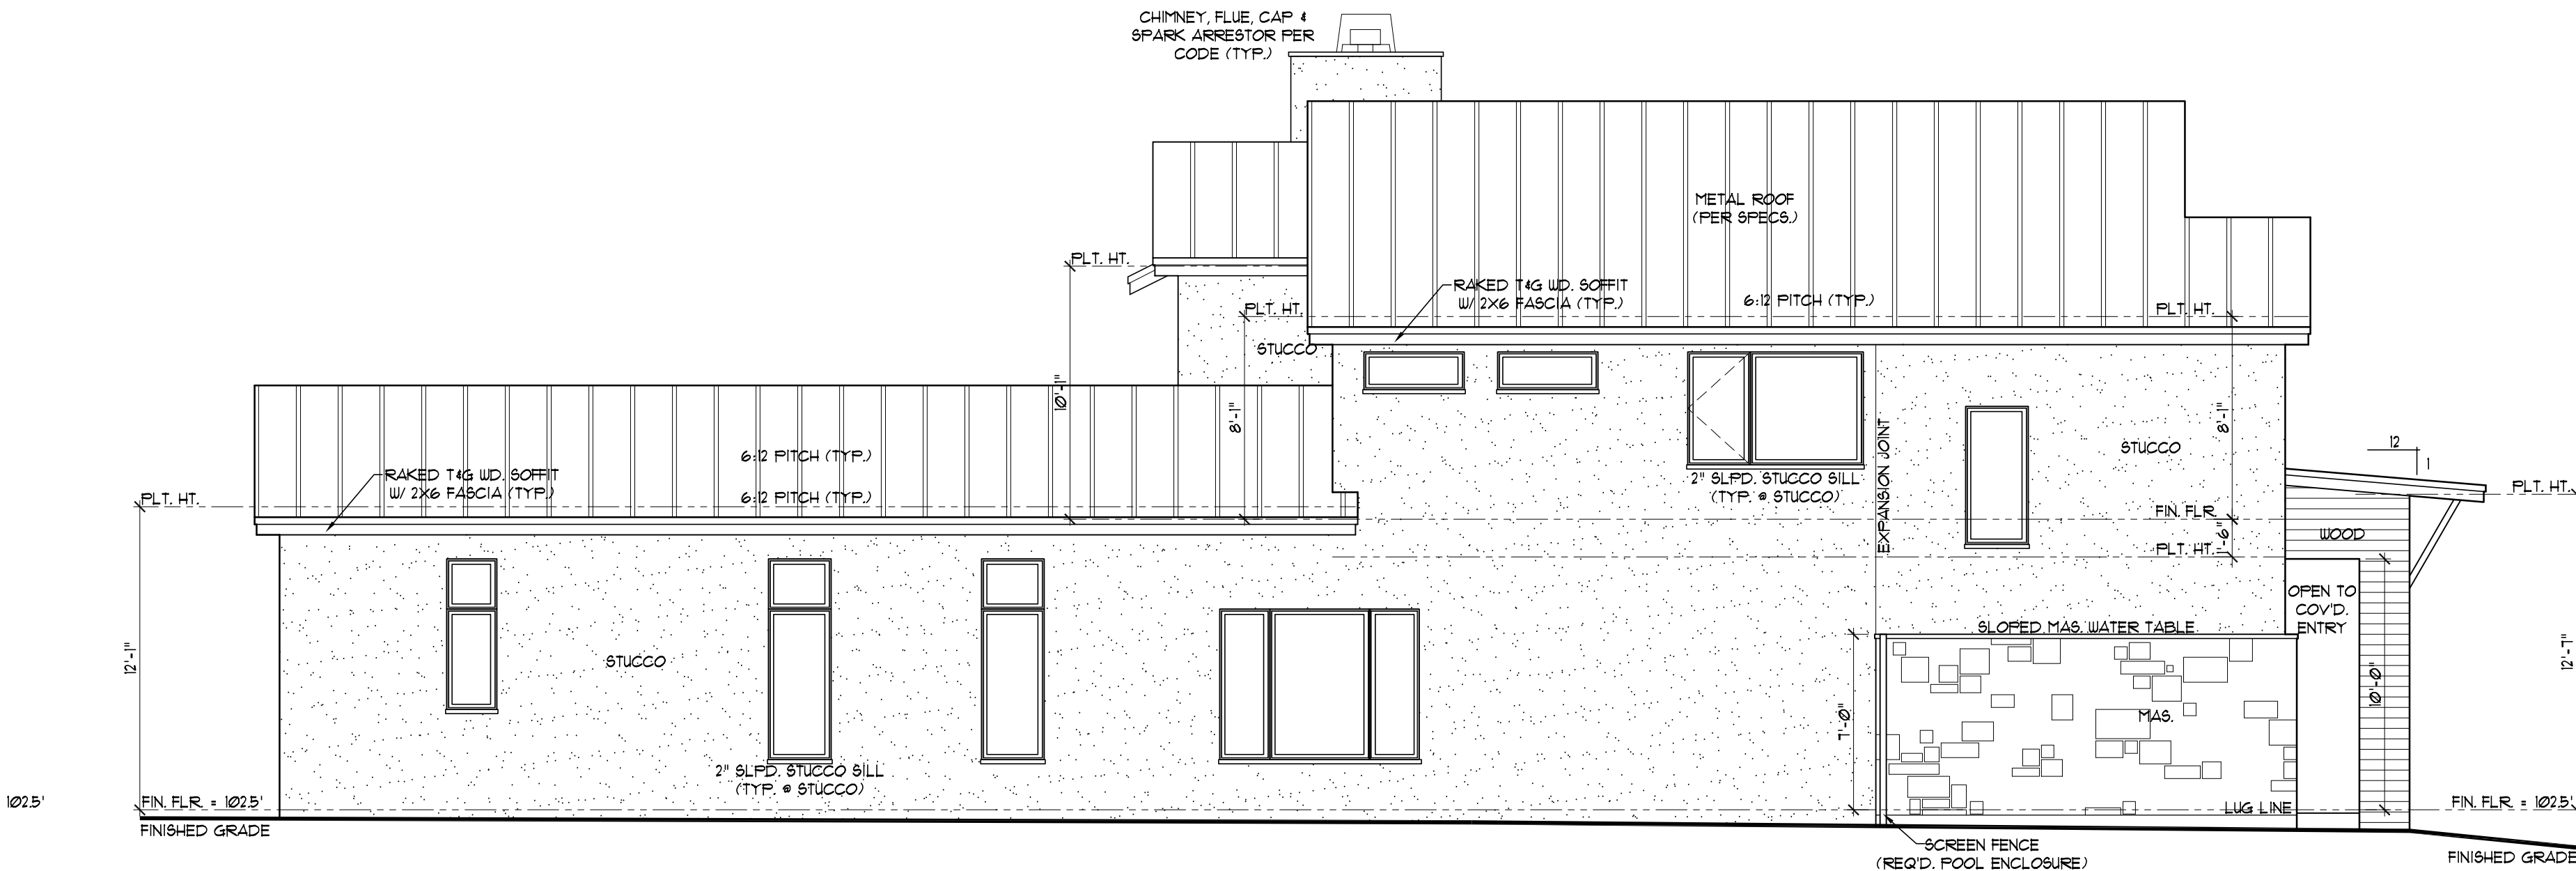 CHIMNEY, FLUE, CAP &
SPARK ARRESTOR PER
CODE (TYP.)
METAL ROOF
(PER SPECS.)
PLT. HT.
RAKED T&G WD. SOFFIT
W/ 2X6 FASCIA (TYP.)
6:12 PITCH (TYP.)
PLT. HT.
PLT. HT.
STUCCO
10'-1"
8'-1"
8'-1"
EXPANSION JOINT
STUCCO
12
1
6:12 PITCH (TYP.)
RAKED T&G WD. SOFFIT
W/ 2X6 FASCIA (TYP.)
6:12 PITCH (TYP.)
2" SLPD. STUCCO SILL
(TYP. @ STUCCO)
PLT. HT.
PLT. HT.
FIN. FLR.
1'-6"
WOOD
PLT. HT.
OPEN TO
COV'D.
ENTRY
SLOPED MAS. WATER TABLE
12'-1"
STUCCO
12'-7"
10'-0"
7'-0"
MAS.
2" SLPD. STUCCO SILL
(TYP. @ STUCCO)
102.5'
FIN. FLR. = 102.5'
LUG LINE
FIN. FLR. = 102.5'
FINISHED GRADE
SCREEN FENCE
(REQ'D. POOL ENCLOSURE)
FINISHED GRADE